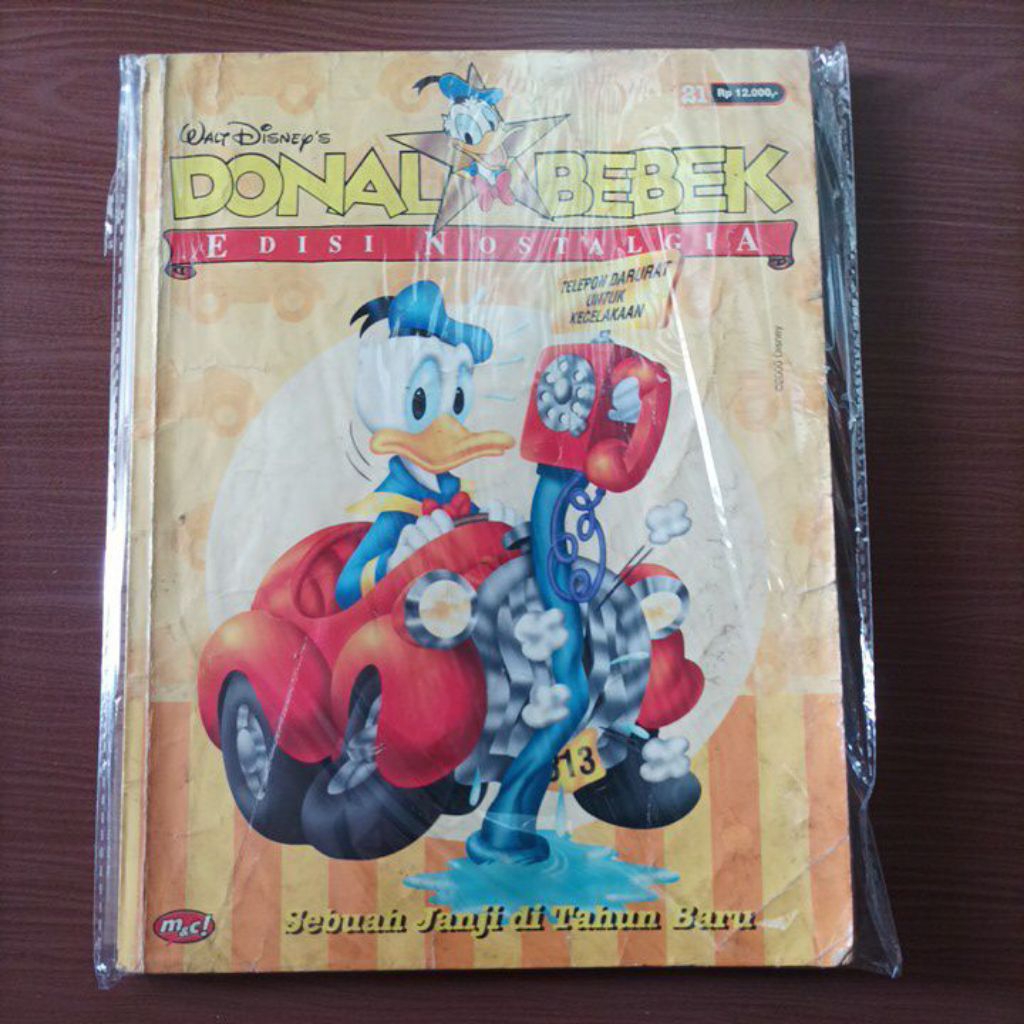 21 Rp 12.000,-
WALT DISNEY'S
DONAL BEBEK
EDISI NOSTALGIA
TELEPON DARURAT
UNTUK
KECELAKAAN
©2000 Disney
313
m&c!
Sebuah Janji di Tahun Baru